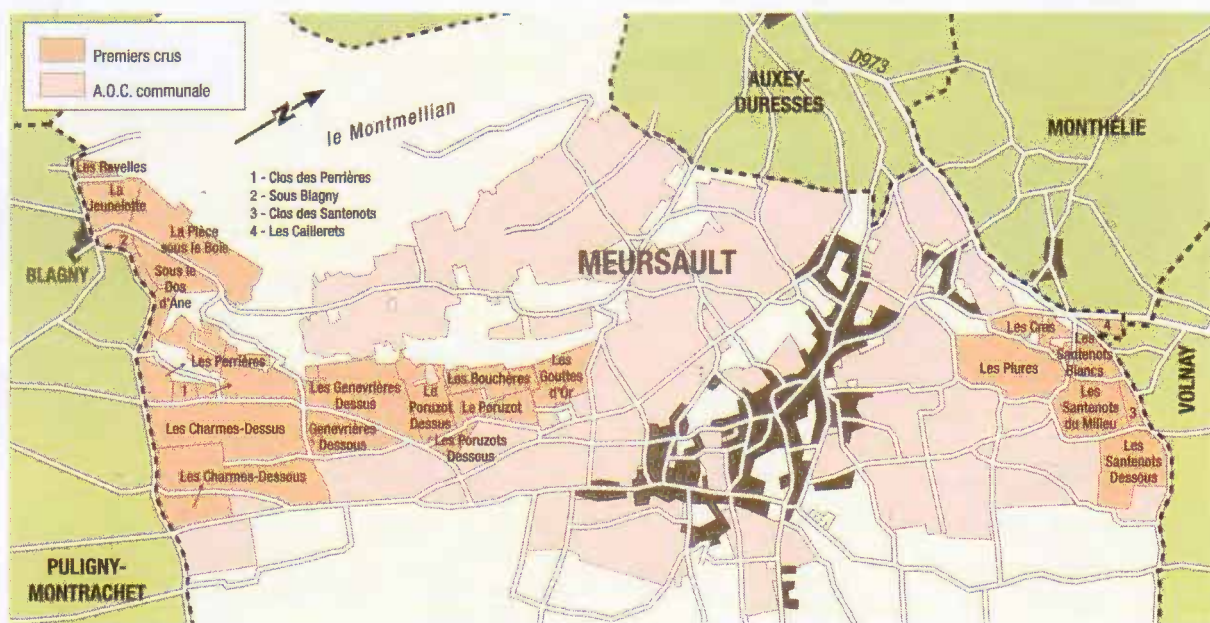 Premiers crus
A.O.C. communale
N
le Montmellian
1 - Clos des Perrières
2 - Sous Blagny
3 - Clos des Santenots
4 - Les Caillerets
AUXEY-
DURESSES
D973
MONTHÉLIE
Les Ravelles
La
Jeunelotte
2
La Pièce
sous le Bois
BLAGNY
Sous le
Dos
d'Ane
MEURSAULT
Les Perrières
1
Les Genevrières
Dessus
Le
Poruzot
Dessus
Les Bouchères
Les
Gouttes
d'Or
Le Poruzot
Les Charmes-Dessus
Genevrières
Dessous
Les Poruzots
Dessous
Les Charmes-Dessous
Les Cras
4
Les
Santenots
Blancs
Les Plures
Les
Santenots
du Milieu
3
VOLNAY
Les
Santenots
Dessous
PULIGNY-
MONTRACHET